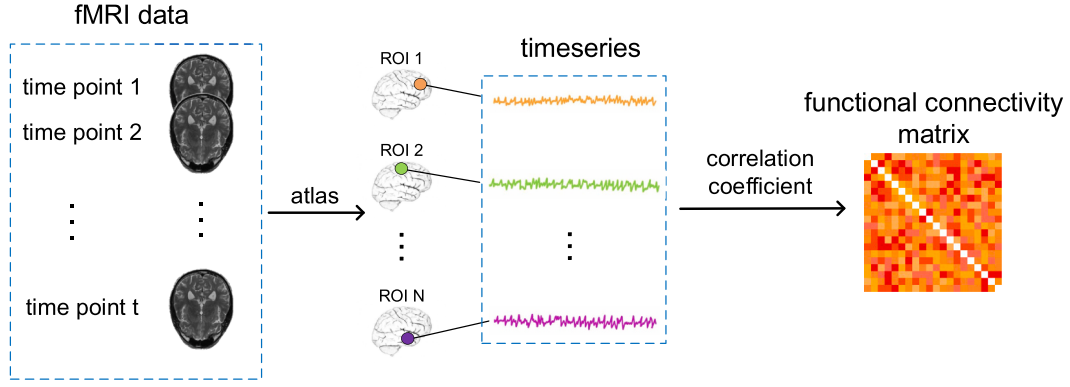 fMRI data
time point 1
time point 2
time point t
atlas
ROI 1
ROI 2
ROI N
timeseries
correlation
coefficient
functional connectivity
matrix